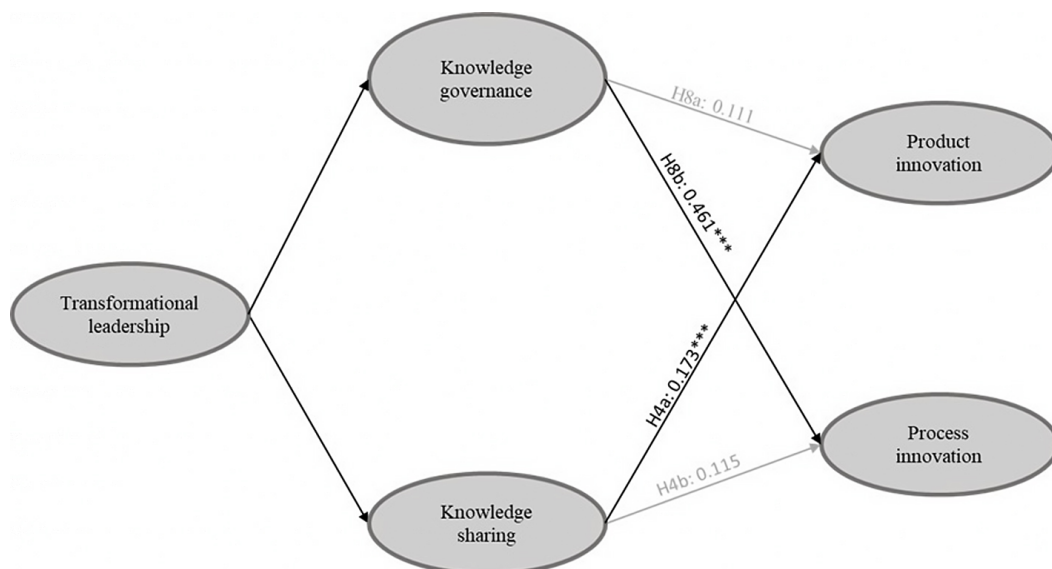 Knowledge
governance
H8a: 0.111
Product
innovation
H8b: 0.461***
Transformational
leadership
H4a: 0.173***
Process
innovation
H4b: 0.115
Knowledge
sharing